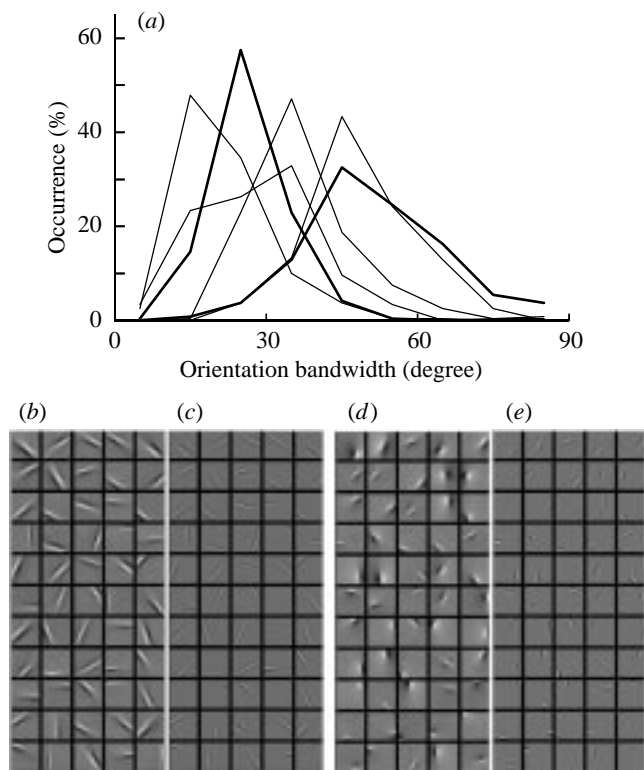 (a)
60
40
20
0
Occurrence (%)
0 30 60 90
Orientation bandwidth (degree)
(b) (c) (d) (e)